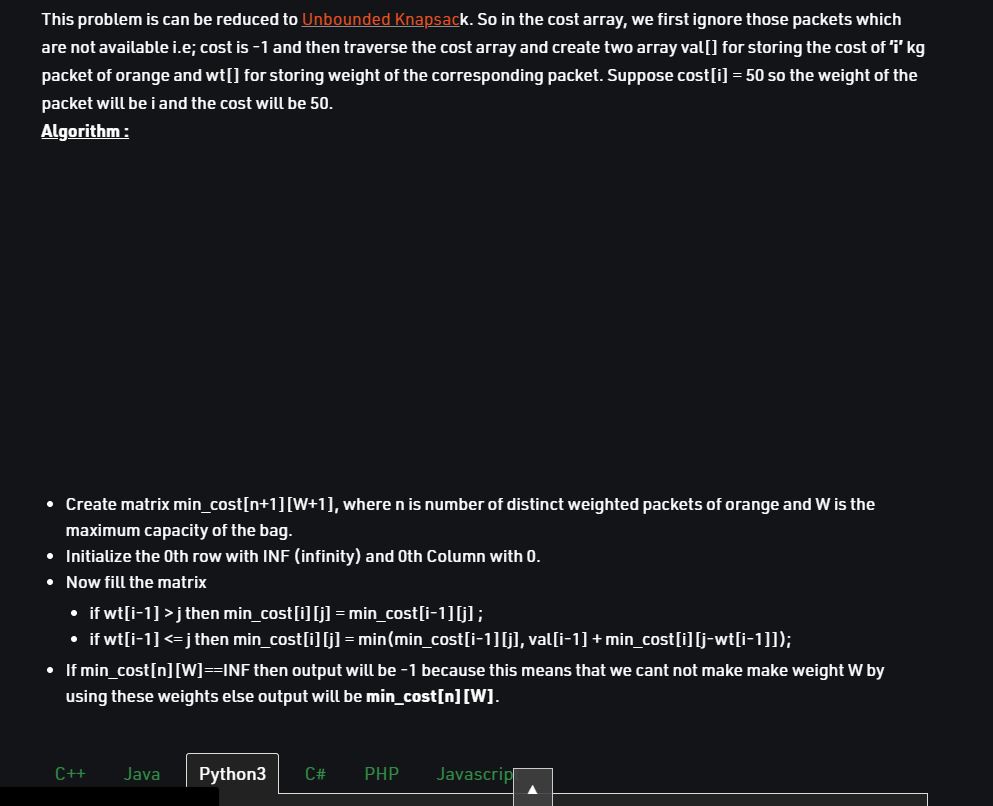 This problem is can be reduced to Unbounded Knapsack. So in the cost array, we first ignore those packets which
are not available i.e; cost is -1 and then traverse the cost array and create two array val[] for storing the cost of 'i' kg
packet of orange and wt[] for storing weight of the corresponding packet. Suppose cost[i] = 50 so the weight of the
packet will be i and the cost will be 50.
Algorithm :
• Create matrix min_cost[n+1][W+1], where n is number of distinct weighted packets of orange and W is the
maximum capacity of the bag.
• Initialize the 0th row with INF (infinity) and 0th Column with 0.
• Now fill the matrix
• if wt[i-1] > j then min_cost[i][j] = min_cost[i-1][j] ;
• if wt[i-1] <= j then min_cost[i][j] = min(min_cost[i-1][j], val[i-1] + min_cost[i][j-wt[i-1]]);
• If min_cost[n][W]==INF then output will be -1 because this means that we cant not make make weight W by
using these weights else output will be min_cost[n][W].
C++ Java Python3 C# PHP Javascrip
▲